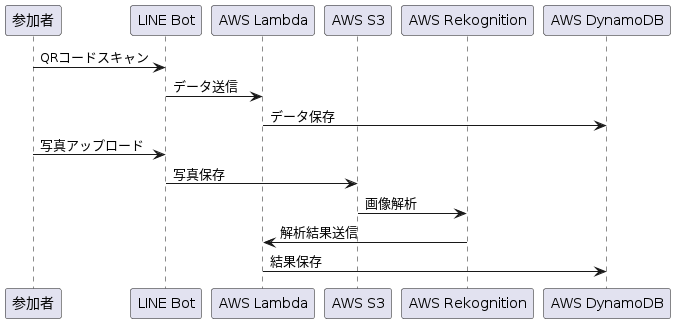 参加者 LINE Bot AWS Lambda AWS S3 AWS Rekognition AWS DynamoDB
QRコードスキャン
データ送信
データ保存
写真アップロード
写真保存
画像解析
解析結果送信
結果保存
参加者 LINE Bot AWS Lambda AWS S3 AWS Rekognition AWS DynamoDB